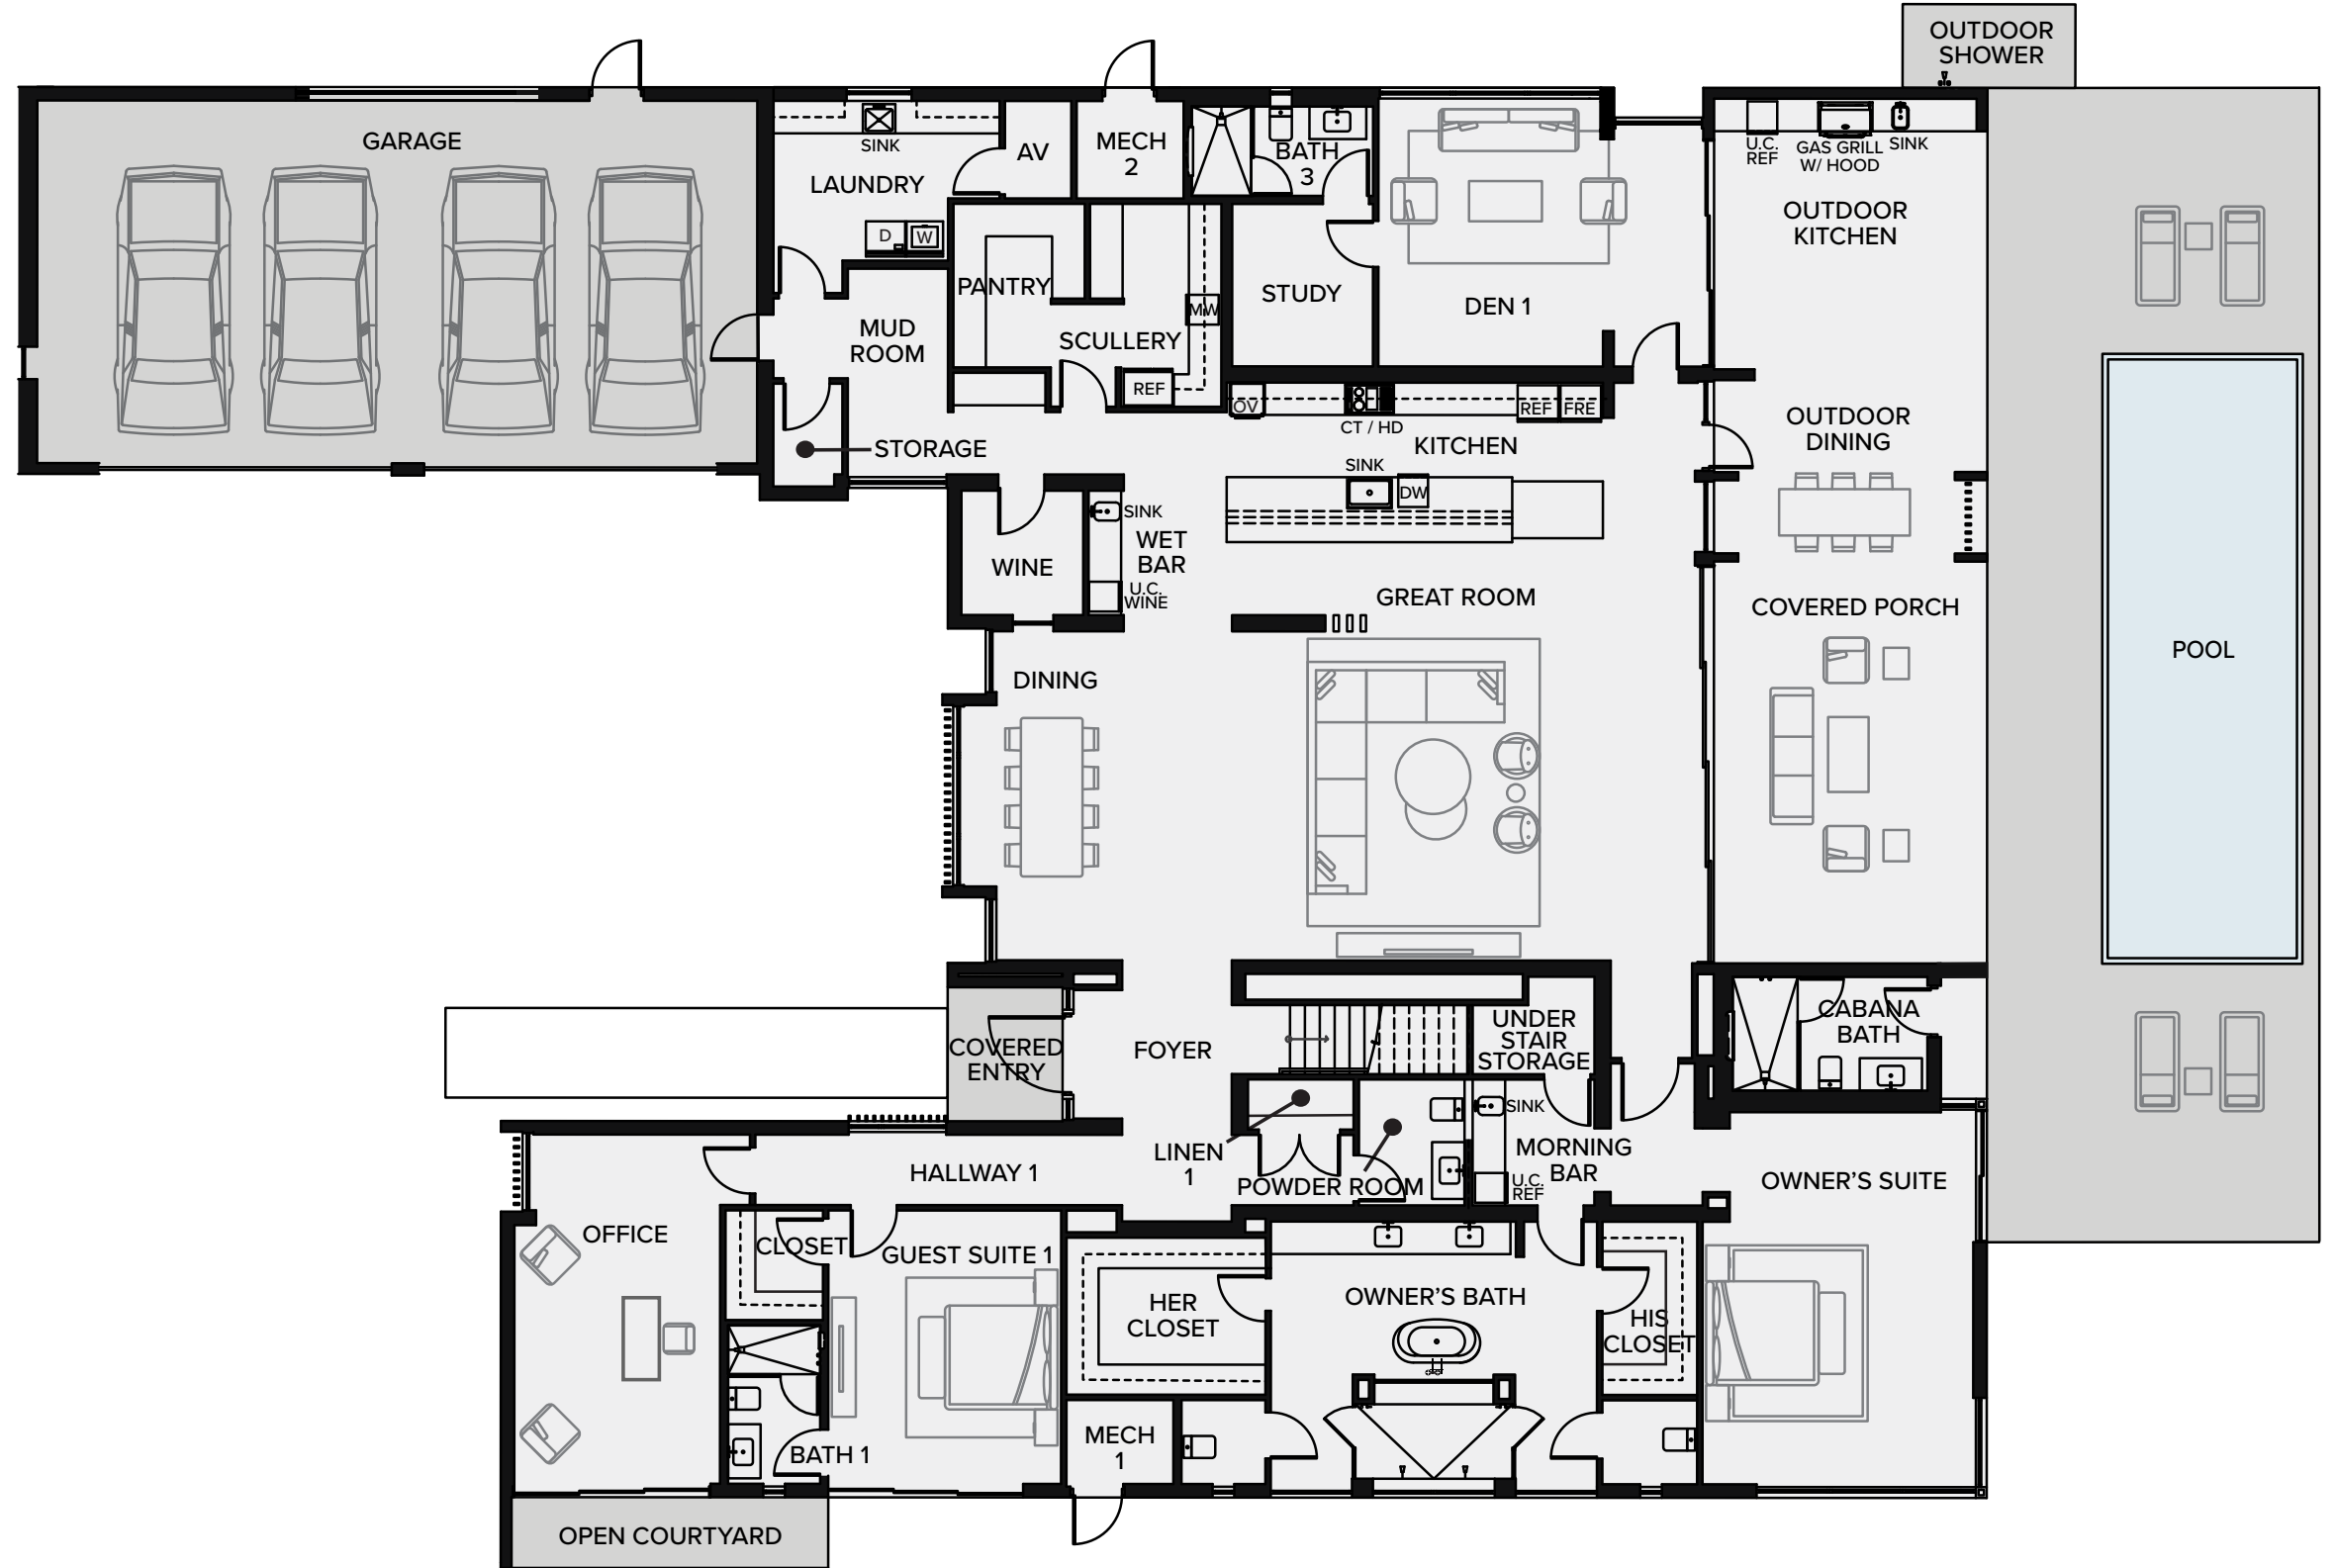 OUTDOOR
SHOWER
GARAGE
SINK
LAUNDRY
AV
MECH
2
BATH
3
U.C.
REF
GAS GRILL
W/ HOOD
SINK
OUTDOOR
KITCHEN
D
W
PANTRY
MW
STUDY
DEN 1
MUD
ROOM
SCULLERY
REF
OV
CT / HD
REF
FRE
KITCHEN
OUTDOOR
DINING
STORAGE
SINK
DW
SINK
WET
BAR
WINE
U.C.
WINE
GREAT ROOM
COVERED PORCH
POOL
DINING
COVERED
ENTRY
FOYER
UNDER
STAIR
STORAGE
CABANA
BATH
SINK
LINEN
1
MORNING
BAR
U.C.
REF
POWDER ROOM
HALLWAY 1
OWNER'S SUITE
OFFICE
CLOSET
GUEST SUITE 1
HER
CLOSET
OWNER'S BATH
HIS
CLOSET
BATH 1
MECH
1
OPEN COURTYARD